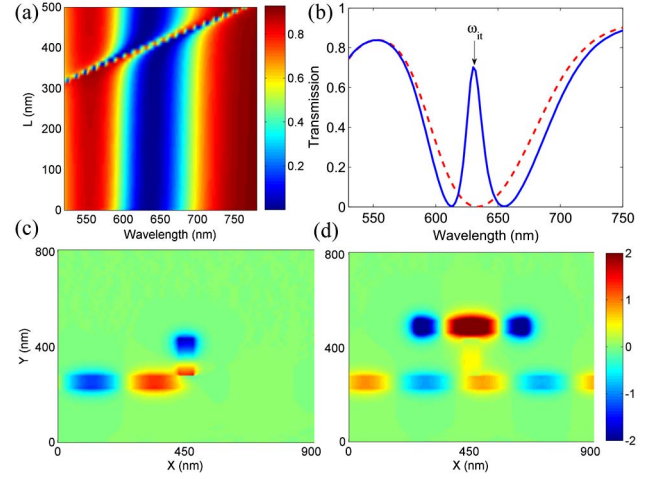 (a)
500
400
300
200
100
0
L (nm)
550 600 650 700 750
Wavelength (nm)
0.8
0.6
0.4
0.2
(b)
1
0.8
0.6
0.4
0.2
0
Transmission
ωit
550 600 650 700 750
Wavelength (nm)
(c)
800
400
0
Y (nm)
0 450 900
X (nm)
(d)
800
400
0
0 450 900
X (nm)
2
1
0
-1
-2